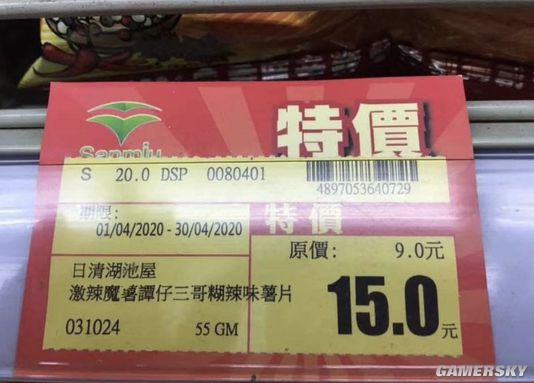 Sanmiu
特價
S 20.0 DSP 0080401
4897053640729
期限:
01/04/2020 - 30/04/2020
特價
原價: 9.0元
日清湖池屋
激辣魔薯譚仔三哥糊辣味薯片
15.0元
031024 55 GM
GAMERSKY